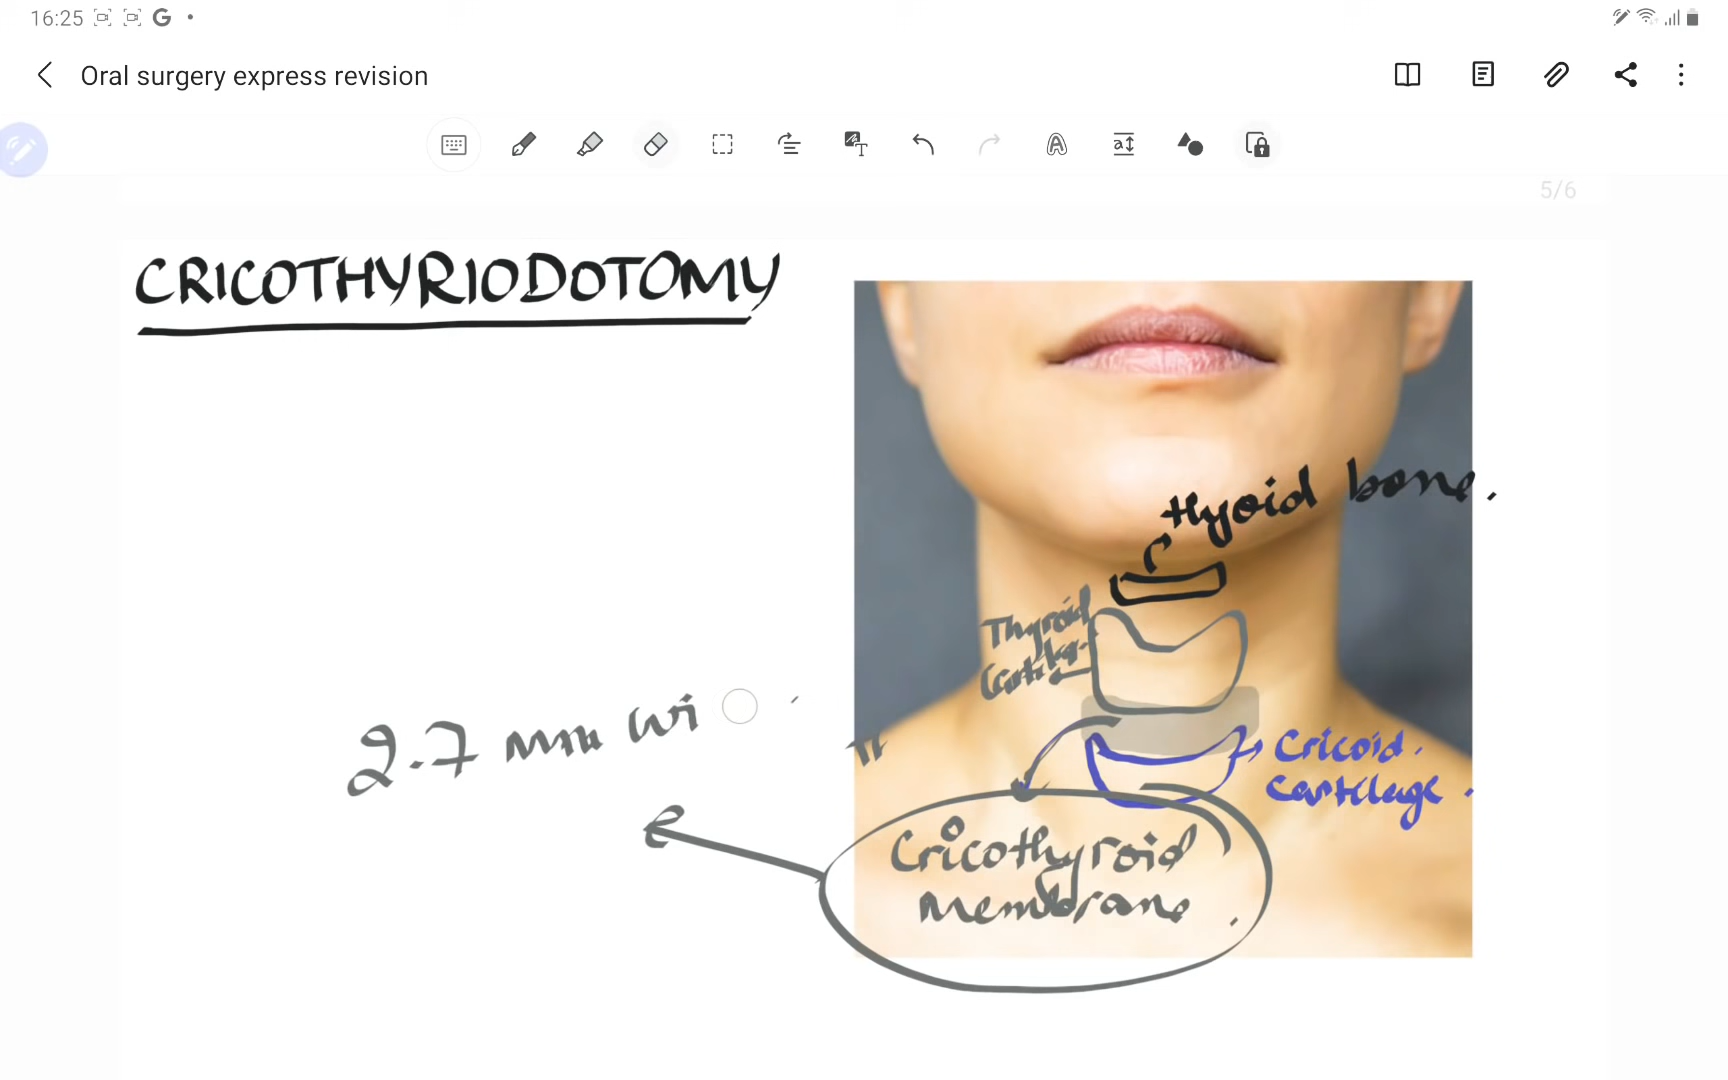 16:25
Oral surgery express revision
5/6
CRICOTHYRIODOTOMY
Hyoid bone.
Thyroid
2.7 mm wi
Cricoid.
Cartilage.
Cricothyroid
membrane.